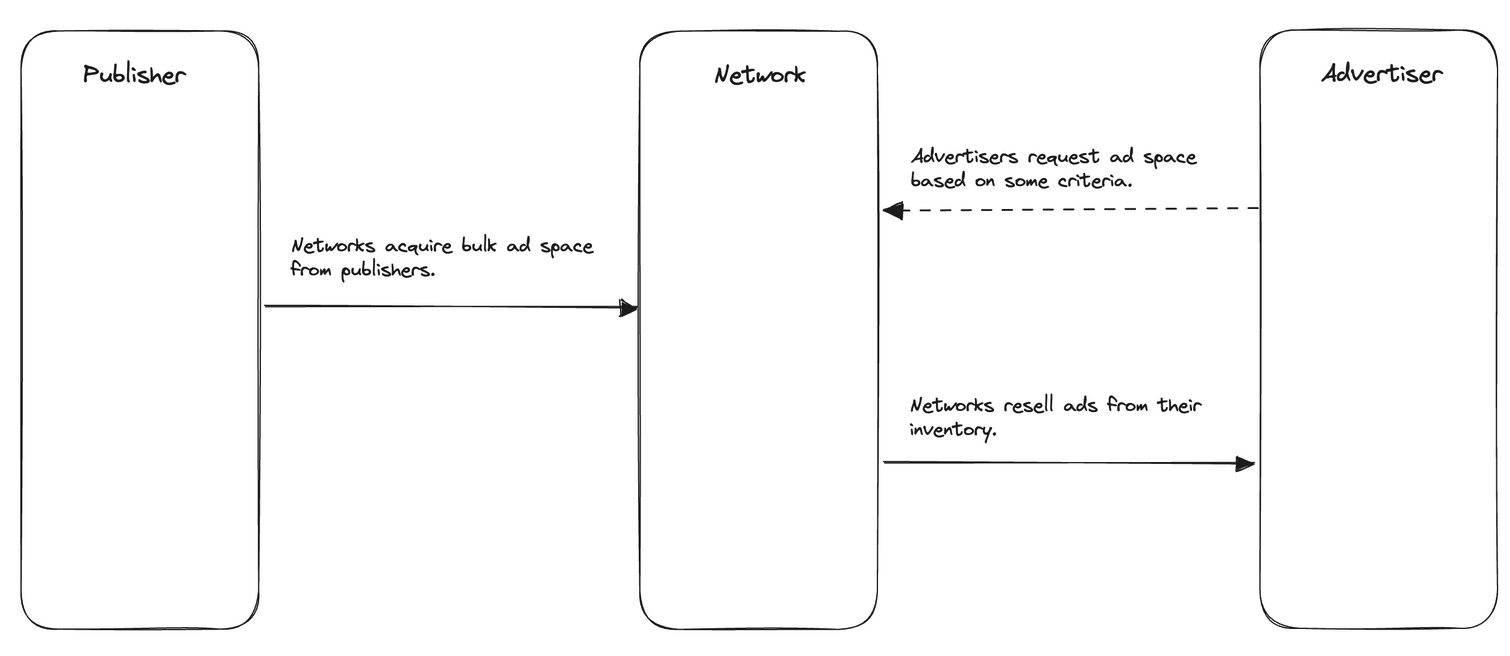 Publisher
Network
Advertiser
Advertisers request ad space
based on some criteria.
Networks acquire bulk ad space
from publishers.
Networks resell ads from their
inventory.